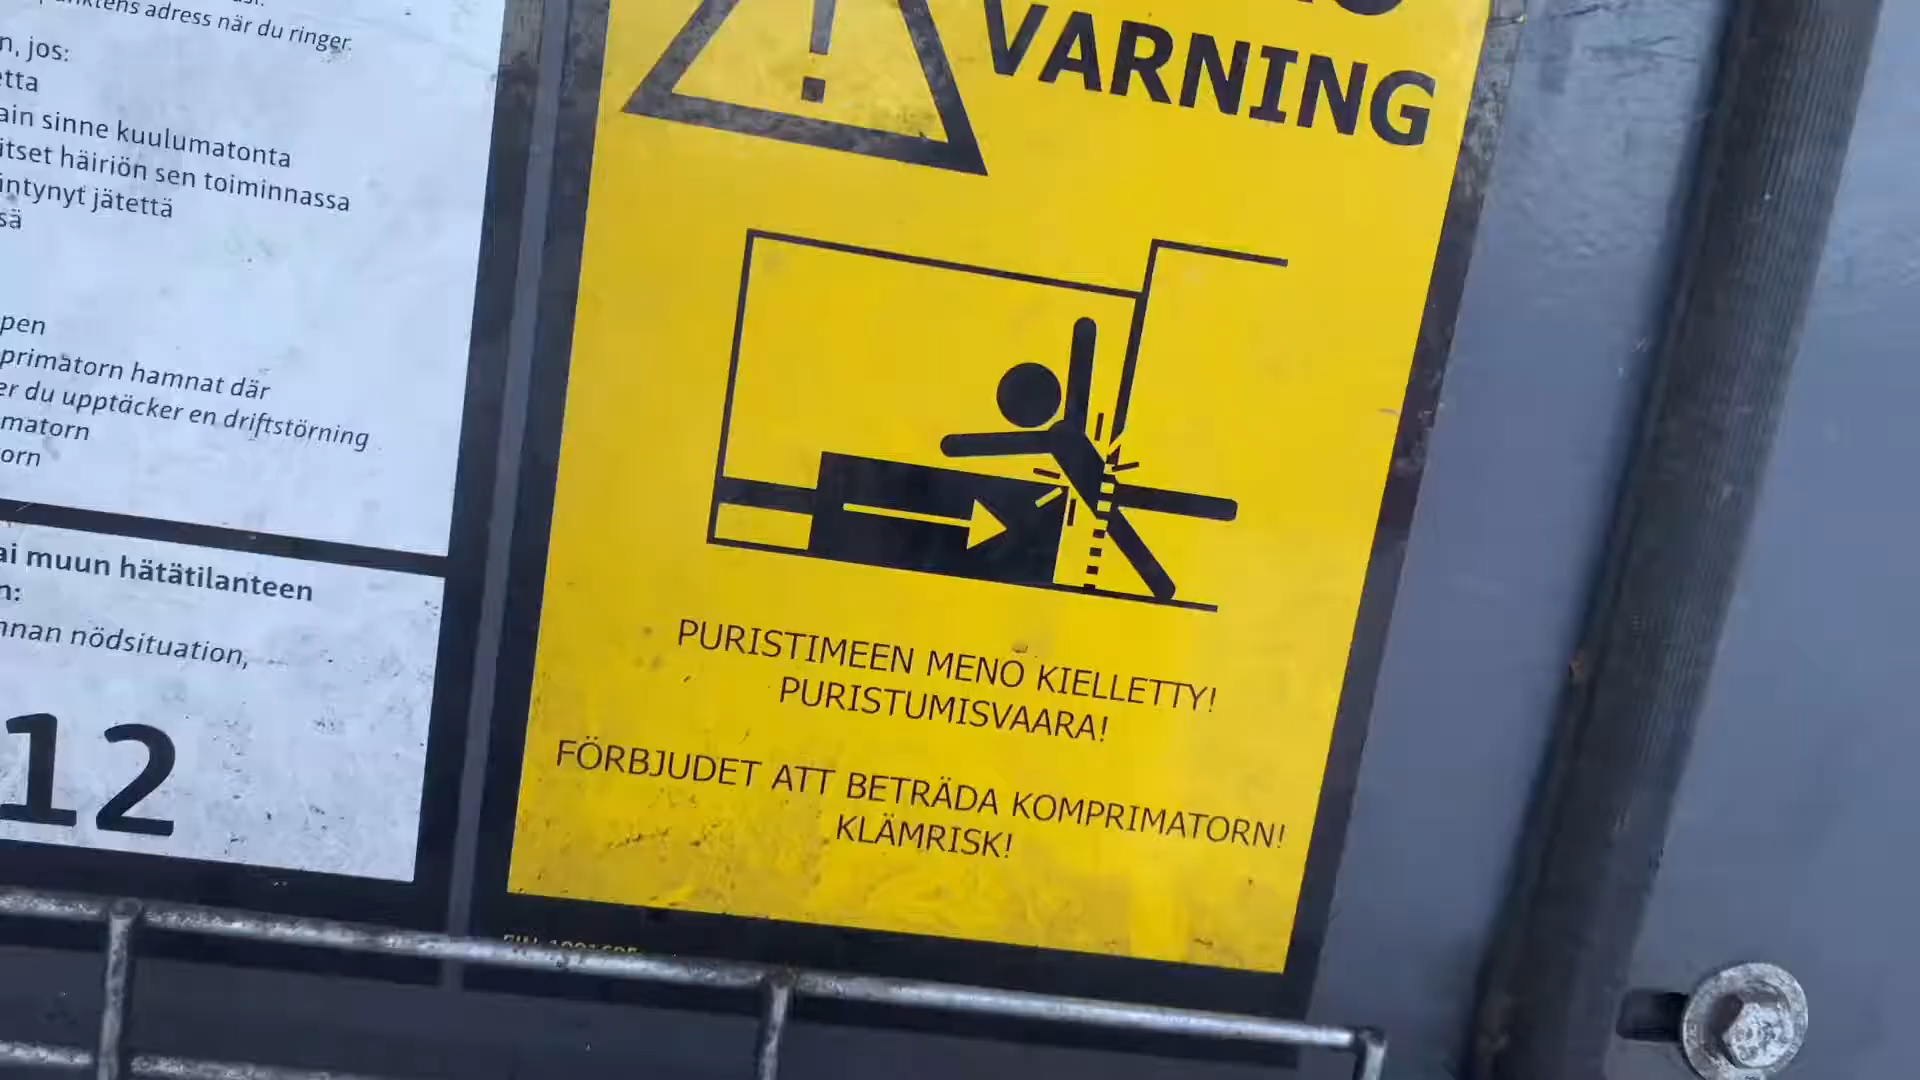 adress när du ringer.
n, jos:
etta
ain sinne kuulumatonta
itset häiriön sen toiminnassa
intynyt jätettä
sä
pen
primatorn hamnat där
er du upptäcker en driftstörning
matorn
orn
ai muun hätätilanteen
n:
nnan nödsituation,
12
VARNING
PURISTIMEEN MENO KIELLETTY!
PURISTUMISVAARA!
FÖRBJUDET ATT BETRÄDA KOMPRIMATORN!
KLÄMRISK!